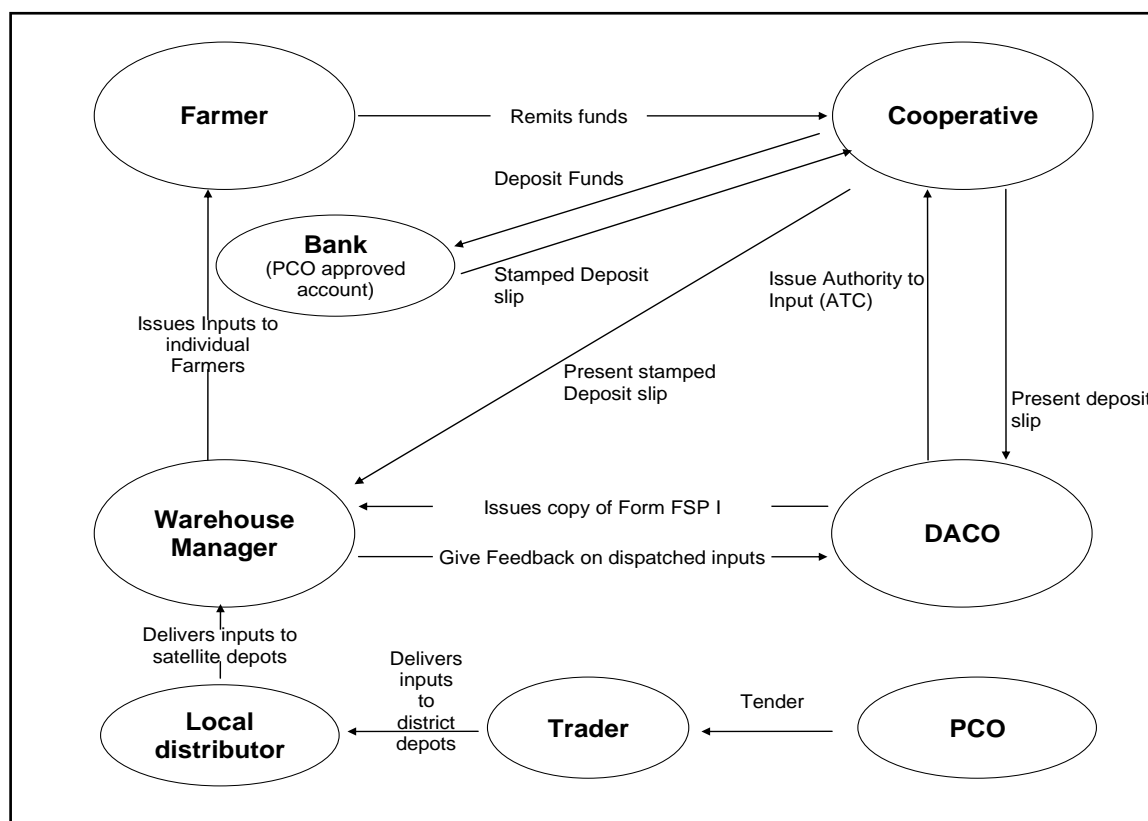 Farmer
Remits funds
Cooperative
Deposit Funds
Bank
(PCO approved
account)
Stamped Deposit
slip
Issue Authority to
Input (ATC)
Issues Inputs to
individual
Farmers
Present stamped
Deposit slip
Present deposit
slip
Warehouse
Manager
Issues copy of Form FSP I
Give Feedback on dispatched inputs
DACO
Delivers inputs to
satellite depots
Delivers
inputs
to
district
depots
Local
distributor
Trader
Tender
PCO